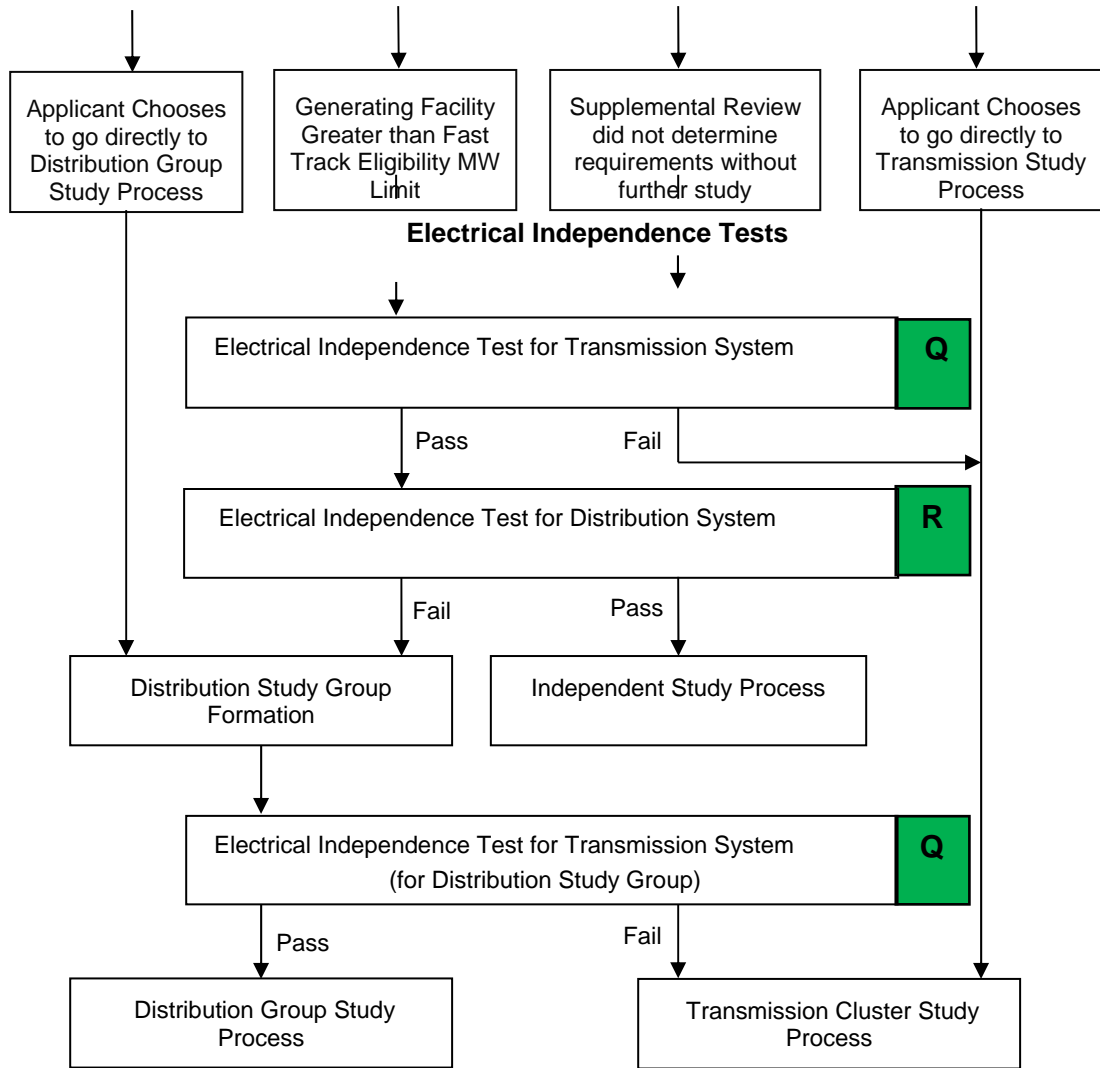 Applicant Chooses
to go directly to
Distribution Group
Study Process
Generating Facility
Greater than Fast
Track Eligibility MW
Limit
Supplemental Review
did not determine
requirements without
further study
Applicant Chooses
to go directly to
Transmission Study
Process
Electrical Independence Tests
Electrical Independence Test for Transmission System
Q
Pass
Fail
Electrical Independence Test for Distribution System
R
Fail
Pass
Distribution Study Group
Formation
Independent Study Process
Electrical Independence Test for Transmission System
(for Distribution Study Group)
Q
Pass
Fail
Distribution Group Study
Process
Transmission Cluster Study
Process